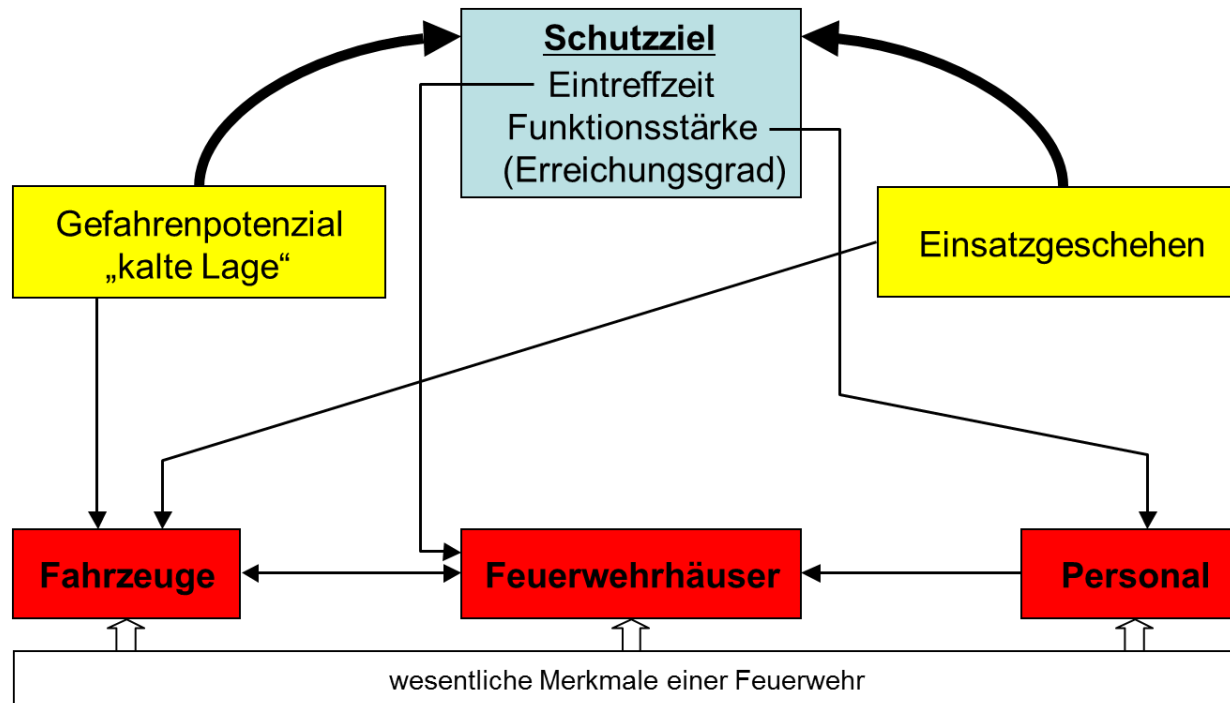 Schutzziel
Eintreffzeit
Funktionsstärke
(Erreichungsgrad)
Gefahrenpotenzial
„kalte Lage“
Einsatzgeschehen
Fahrzeuge
Feuerwehrhäuser
Personal
wesentliche Merkmale einer Feuerwehr